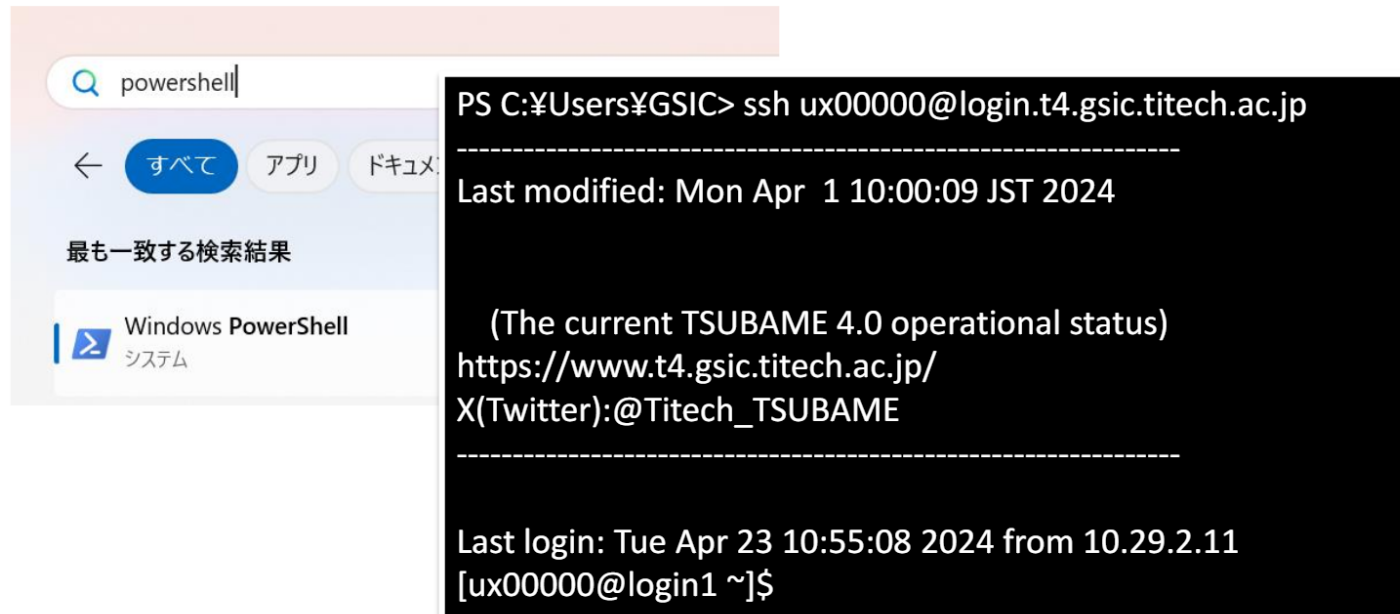 powershell
すべて アプリ ドキュメ
最も一致する検索結果
Windows PowerShell
システム
PS C:¥Users¥GSIC> ssh ux00000@login.t4.gsic.titech.ac.jp
----------------------------------------------------------------
Last modified: Mon Apr  1 10:00:09 JST 2024
(The current TSUBAME 4.0 operational status)
https://www.t4.gsic.titech.ac.jp/
X(Twitter):@Titech_TSUBAME
----------------------------------------------------------------
Last login: Tue Apr 23 10:55:08 2024 from 10.29.2.11
[ux00000@login1 ~]$